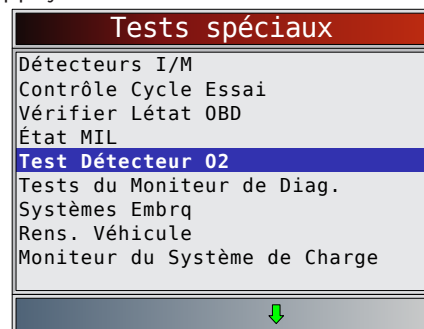 Tests spéciaux
Détecteurs I/M
Contrôle Cycle Essai
Vérifier Létat OBD
État MIL
Test Détecteur O2
Tests du Moniteur de Diag.
Systèmes Embrq
Rens. Véhicule
Moniteur du Système de Charge